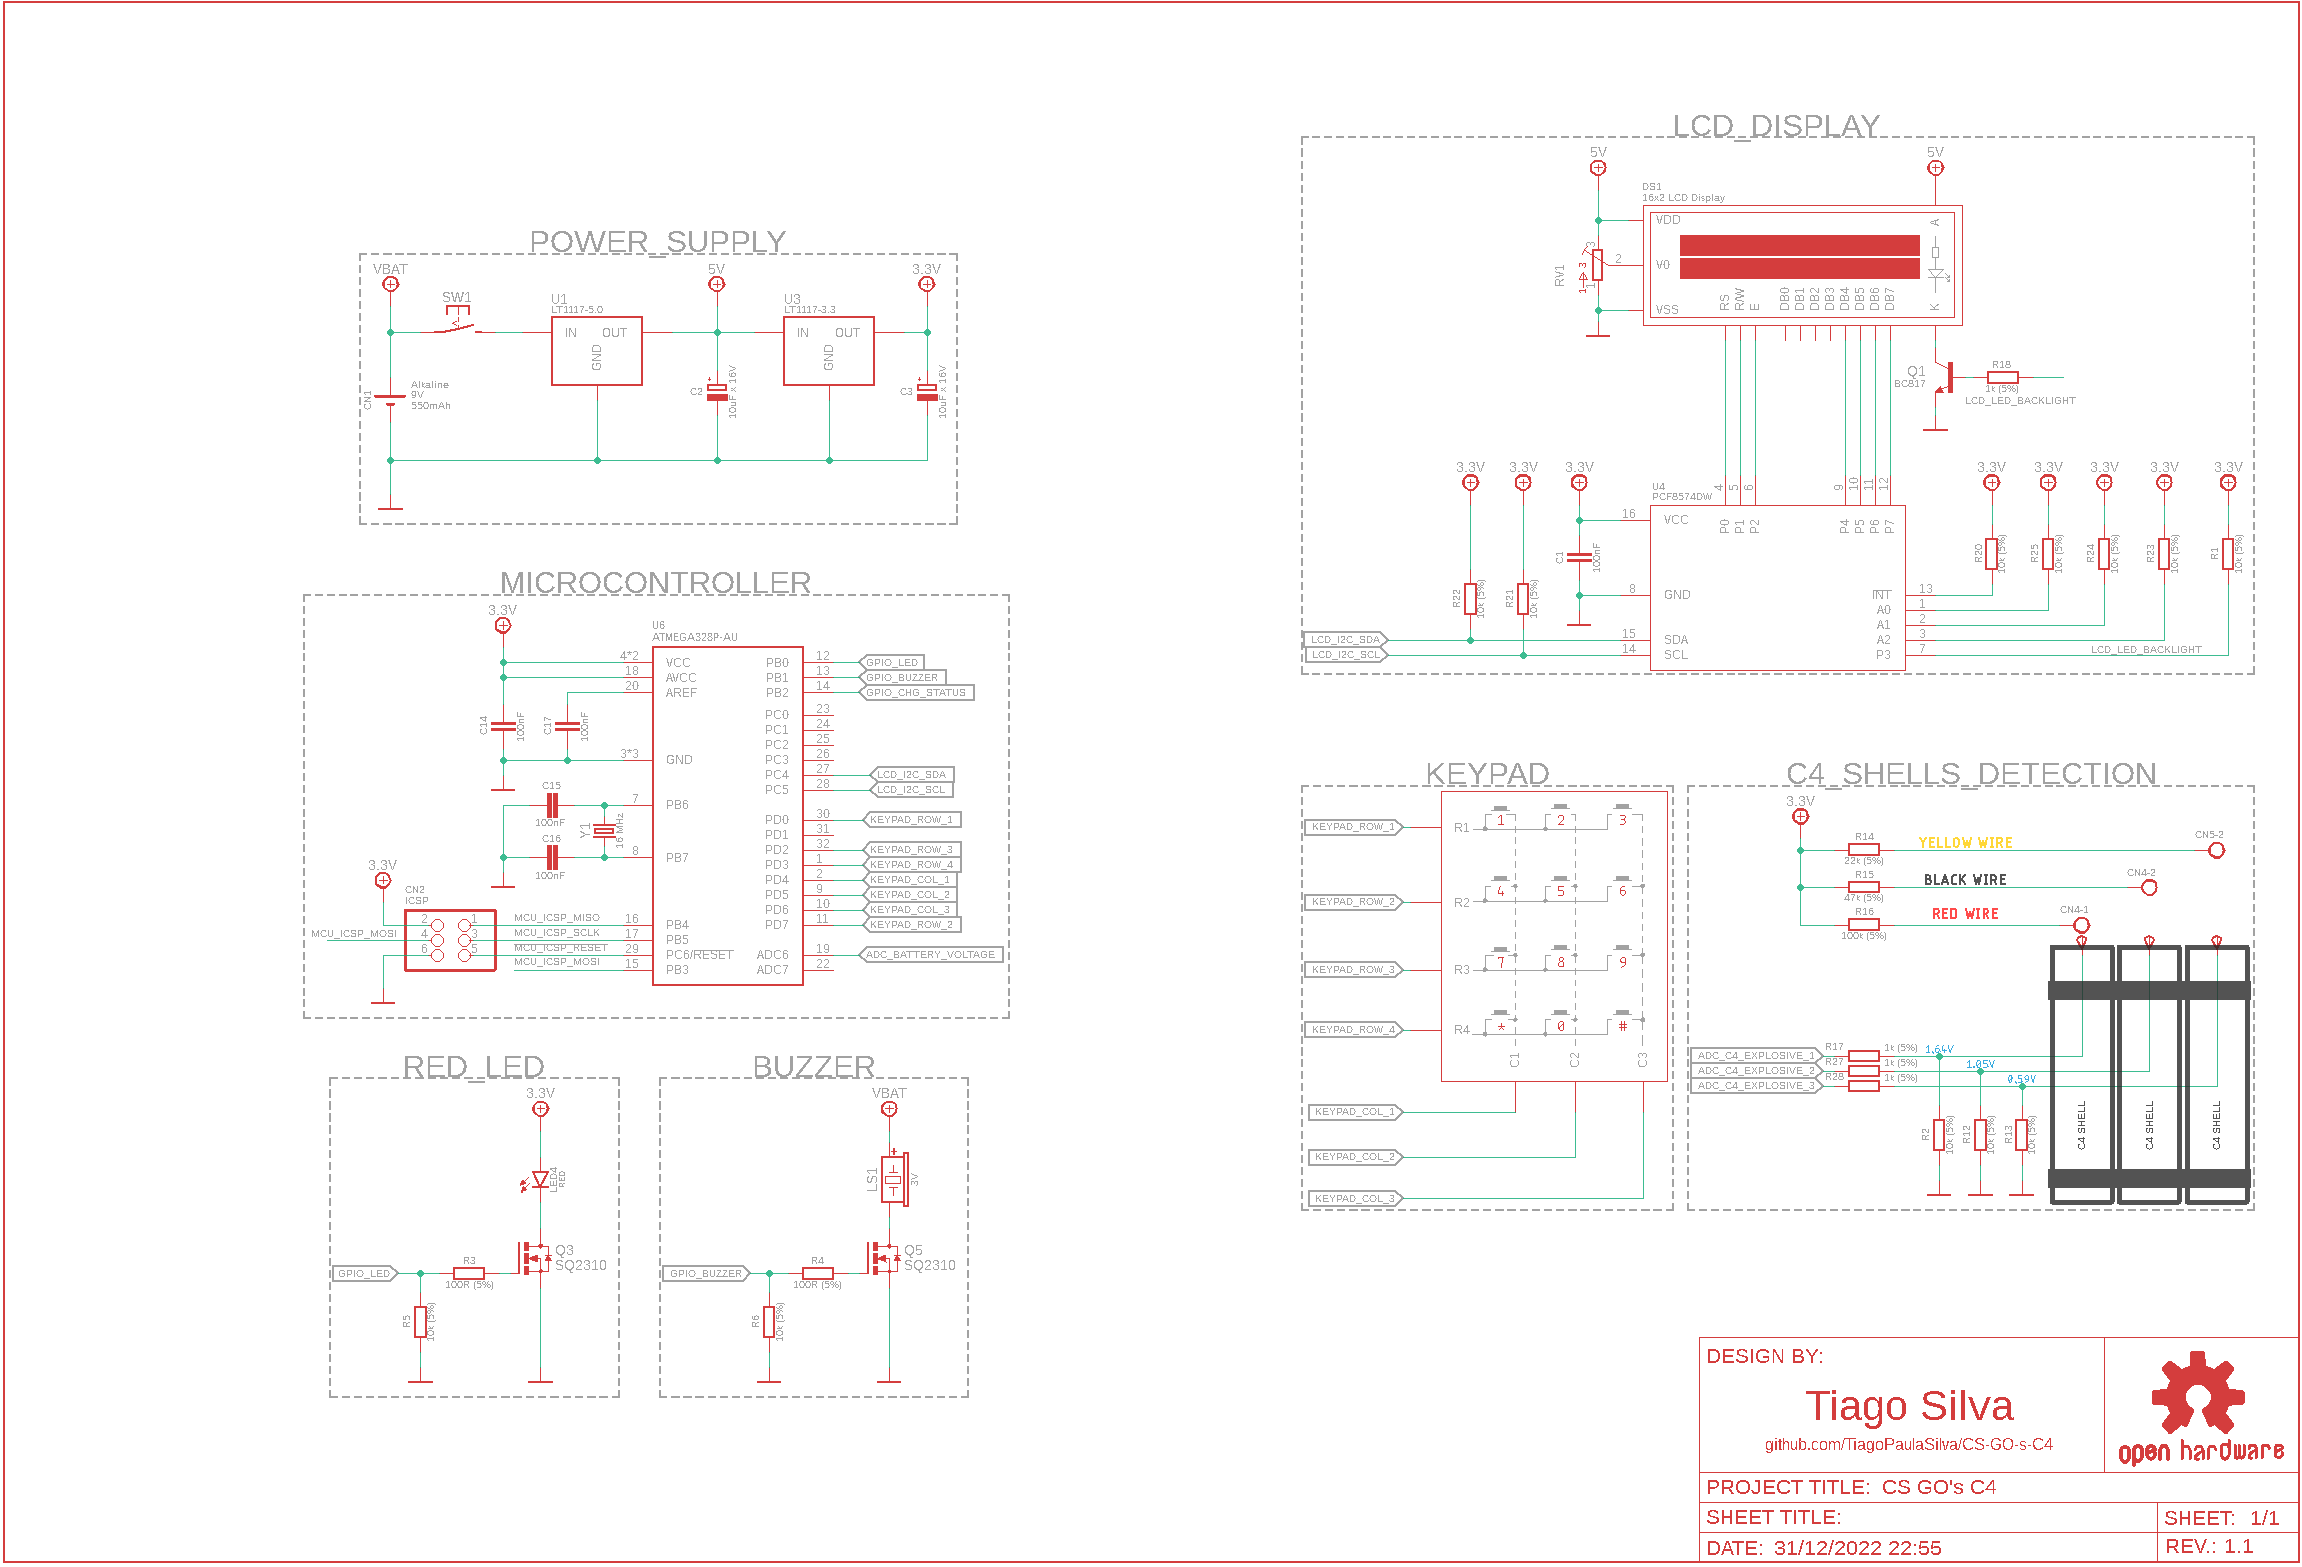 POWER_SUPPLY
VBAT
5V
3.3V
SW1
U1
LT1117-5.0
IN
OUT
GND
U3
LT1117-3.3
IN
OUT
GND
CN1
Alkaline
9V
550mAh
C2
10uF x 16V
C3
10uF x 16V
MICROCONTROLLER
3.3V
U6
ATMEGA328P-AU
4*2
VCC
18
AVCC
20
AREF
3*3
GND
7
PB6
8
PB7
16
PB4
17
PB5
29
PC6/RESET
15
PB3
PB0
12
GPIO_LED
PB1
13
GPIO_BUZZER
PB2
14
GPIO_CHG_STATUS
PC0
23
PC1
24
PC2
25
PC3
26
PC4
27
LCD_I2C_SDA
PC5
28
LCD_I2C_SCL
PD0
30
KEYPAD_ROW_1
PD1
31
PD2
32
KEYPAD_ROW_3
PD3
1
KEYPAD_ROW_4
PD4
2
KEYPAD_COL_1
PD5
9
KEYPAD_COL_2
PD6
10
KEYPAD_COL_3
PD7
11
KEYPAD_ROW_2
ADC6
19
ADC_BATTERY_VOLTAGE
ADC7
22
C14
100nF
C17
100nF
C15
100nF
C16
100nF
Y1
16 MHz
3.3V
CN2
ICSP
2
1
4
3
6
5
MCU_ICSP_MOSI
MCU_ICSP_MISO
MCU_ICSP_SCLK
MCU_ICSP_RESET
MCU_ICSP_MOSI
RED_LED
3.3V
LED4
RED
Q3
SQ2310
GPIO_LED
R3
100R (5%)
R5
10k (5%)
BUZZER
VBAT
LS1
3V
Q5
SQ2310
GPIO_BUZZER
R4
100R (5%)
R6
10k (5%)
LCD_DISPLAY
5V
5V
DS1
16x2 LCD Display
VDD
V0
VSS
RV1
3
2
1
RS
R/W
E
DB0
DB1
DB2
DB3
DB4
DB5
DB6
DB7
A
K
Q1
BC817
R18
1k (5%)
LCD_LED_BACKLIGHT
3.3V
3.3V
3.3V
U4
PCF8574DW
4
5
6
9
10
11
12
P0
P1
P2
P4
P5
P6
P7
16
VCC
8
GND
15
SDA
14
SCL
INT
13
A0
1
A1
2
A2
3
P3
7
C1
100nF
R22
10k (5%)
R21
10k (5%)
LCD_I2C_SDA
LCD_I2C_SCL
3.3V
3.3V
3.3V
3.3V
3.3V
R20
10k (5%)
R25
10k (5%)
R24
10k (5%)
R23
10k (5%)
R1
10k (5%)
LCD_LED_BACKLIGHT
KEYPAD
KEYPAD_ROW_1
R1
1
2
3
KEYPAD_ROW_2
R2
4
5
6
KEYPAD_ROW_3
R3
7
8
9
KEYPAD_ROW_4
R4
*
0
#
C1
C2
C3
KEYPAD_COL_1
KEYPAD_COL_2
KEYPAD_COL_3
C4_SHELLS_DETECTION
3.3V
R14
22k (5%)
YELLOW WIRE
CN5-2
R15
47k (5%)
BLACK WIRE
CN4-2
R16
100k (5%)
RED WIRE
CN4-1
ADC_C4_EXPLOSIVE_1
R17
1k (5%)
1.64V
ADC_C4_EXPLOSIVE_2
R27
1k (5%)
1.05V
ADC_C4_EXPLOSIVE_3
R28
0.59V
R2
10k (5%)
R12
10k (5%)
R13
10k (5%)
C4 SHELL
C4 SHELL
C4 SHELL
DESIGN BY:
Tiago Silva
github.com/TiagoPaulaSilva/CS-GO-s-C4
open hardware
PROJECT TITLE: CS GO's C4
SHEET TITLE:
SHEET: 1/1
DATE: 31/12/2022 22:55
REV.: 1.1